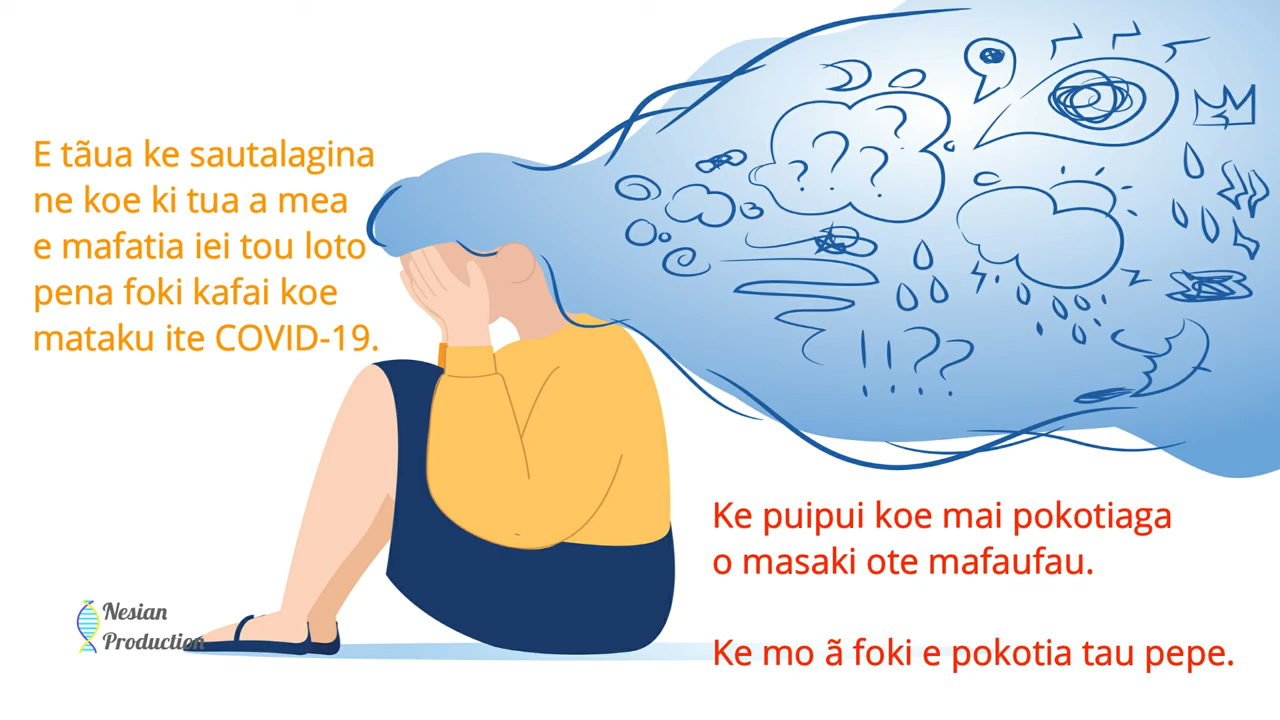 E tãua ke sautalagina
ne koe ki tua a mea
e mafatia iei tou loto
pena foki kafai koe
mataku ite COVID-19.
Ke puipui koe mai pokotiaga
o masaki ote mafaufau.
Ke mo ã foki e pokotia tau pepe.
Nesian
Production